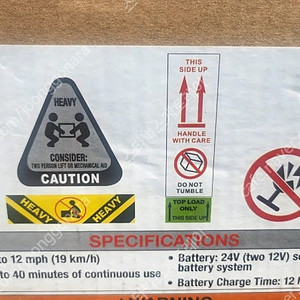 HEAVY
CONSIDER:
TWO PERSON LIFT OR MECHANICAL AID
CAUTION
HEAVY
HEAVY
THIS
SIDE UP
HANDLE
WITH CARE
DO NOT
TUMBLE
TOP LOAD
ONLY
THIS SIDE UP
SPECIFICATIONS
to 12 mph (19 km/h)
to 40 minutes of continuous use
• Battery: 24V (two 12V) se
battery system
• Battery Charge Time: 12 H
WARNING